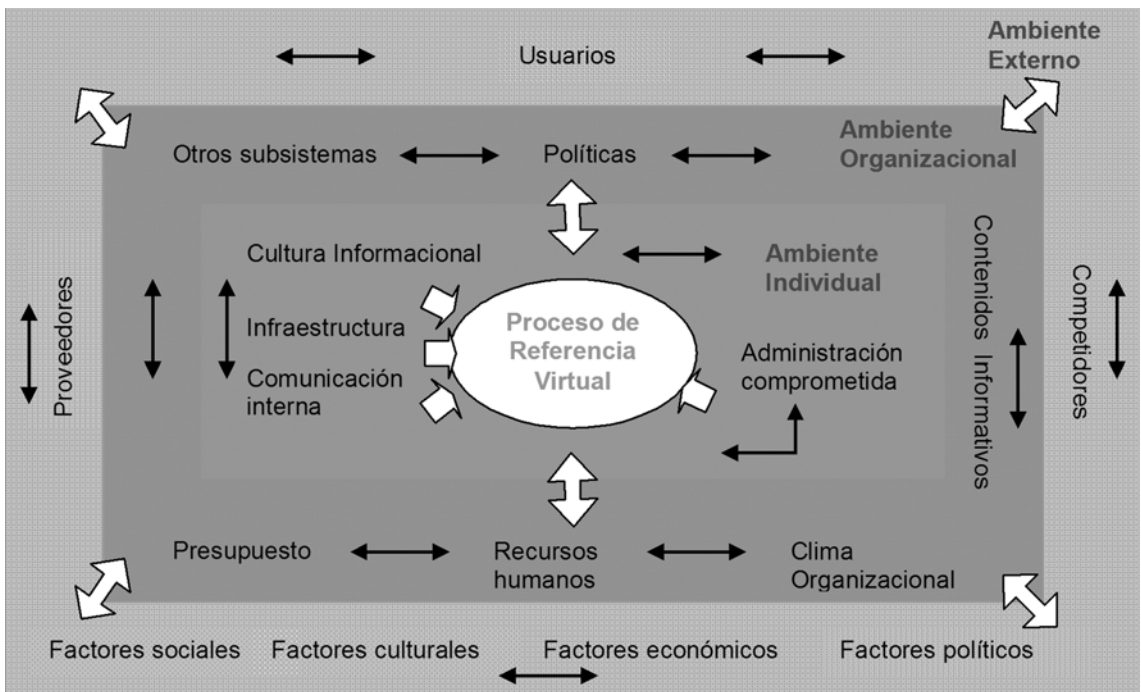 Usuarios
Ambiente
Externo
Otros subsistemas
Políticas
Ambiente
Organizacional
Cultura Informacional
Ambiente
Individual
Proveedores
Infraestructura
Comunicación
interna
Proceso de
Referencia
Virtual
Administración
comprometida
Contenidos Informativos
Competidores
Presupuesto
Recursos
humanos
Clima
Organizacional
Factores sociales
Factores culturales
Factores económicos
Factores políticos